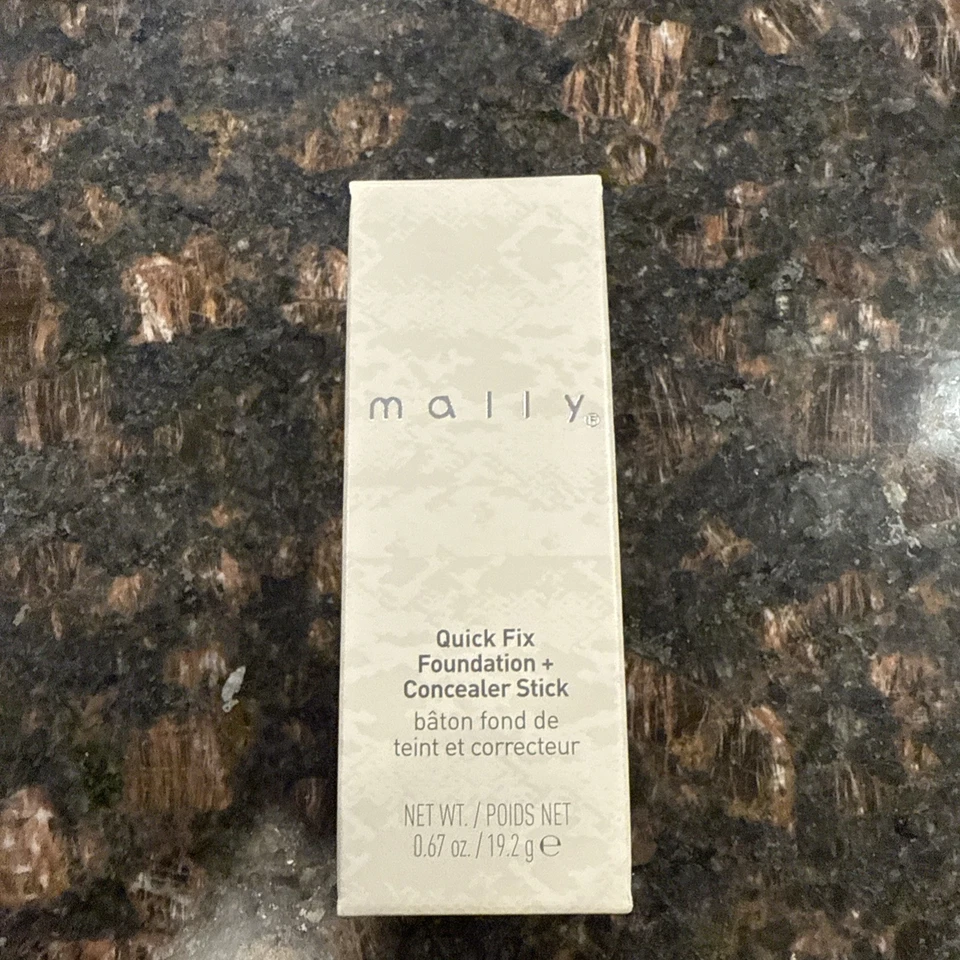 mally®
Quick Fix
Foundation +
Concealer Stick
bâton fond de
teint et correcteur
NET WT. / POIDS NET
0.67 oz. / 19.2 g ℮